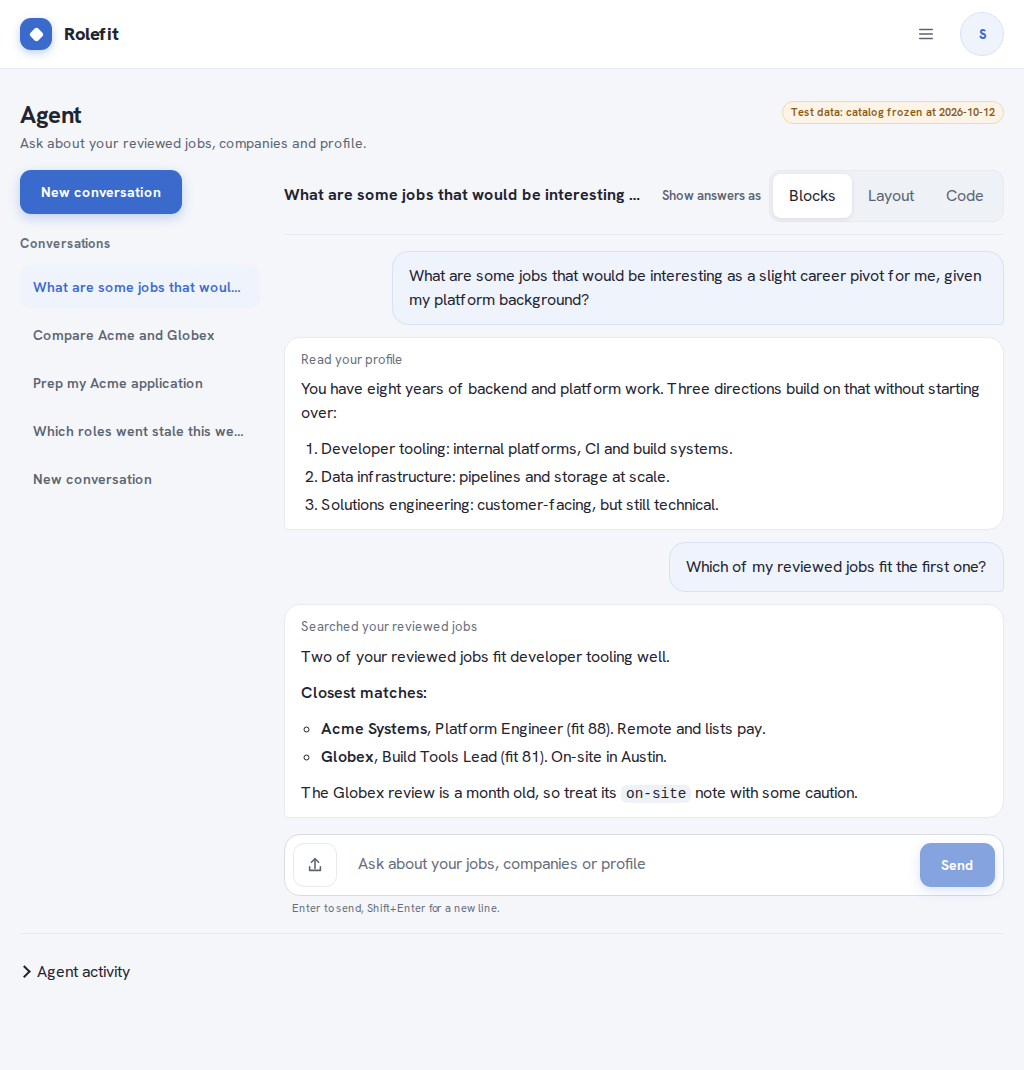 Rolefit
S
Agent
Test data: catalog frozen at 2026-10-12
Ask about your reviewed jobs, companies and profile.
New conversation
Conversations
What are some jobs that woul...
Compare Acme and Globex
Prep my Acme application
Which roles went stale this we...
New conversation
What are some jobs that would be interesting ...
Show answers as
Blocks
Layout
Code
What are some jobs that would be interesting as a slight career pivot for me, given
my platform background?
Read your profile
You have eight years of backend and platform work. Three directions build on that without starting
over:
1. Developer tooling: internal platforms, CI and build systems.
2. Data infrastructure: pipelines and storage at scale.
3. Solutions engineering: customer-facing, but still technical.
Which of my reviewed jobs fit the first one?
Searched your reviewed jobs
Two of your reviewed jobs fit developer tooling well.
Closest matches:
Acme Systems, Platform Engineer (fit 88). Remote and lists pay.
Globex, Build Tools Lead (fit 81). On-site in Austin.
The Globex review is a month old, so treat its on-site note with some caution.
Ask about your jobs, companies or profile
Send
Enter to send, Shift+Enter for a new line.
Agent activity